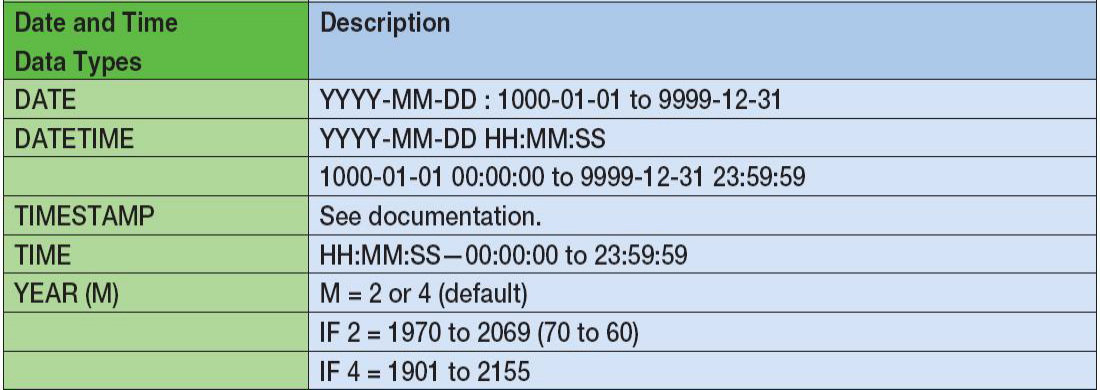 Date and Time Description
Data Types
DATE YYYY-MM-DD : 1000-01-01 to 9999-12-31
DATETIME YYYY-MM-DD HH:MM:SS
1000-01-01 00:00:00 to 9999-12-31 23:59:59
TIMESTAMP See documentation.
TIME HH:MM:SS—00:00:00 to 23:59:59
YEAR (M) M = 2 or 4 (default)
IF 2 = 1970 to 2069 (70 to 60)
IF 4 = 1901 to 2155